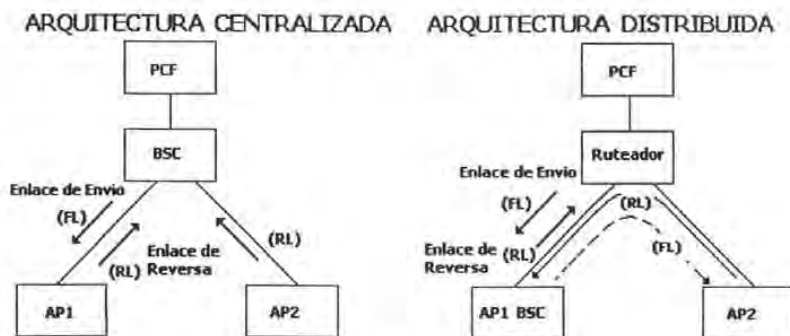 ARQUITECTURA CENTRALIZADA
PCF
BSC
Enlace de Envio
(FL)
(RL)
Enlace de
Reversa
(RL)
AP1
AP2
ARQUITECTURA DISTRIBUIDA
PCF
Ruteador
Enlace de Envio
(FL)
(RL)
Enlace de
Reversa
(RL)
(FL)
AP1 BSC
AP2